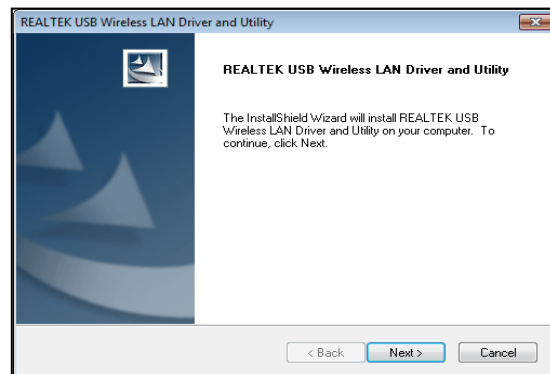 REALTEK USB Wireless LAN Driver and Utility
REALTEK USB Wireless LAN Driver and Utility
The InstallShield Wizard will install REALTEK USB
Wireless LAN Driver and Utility on your computer. To
continue, click Next.
< Back Next > Cancel